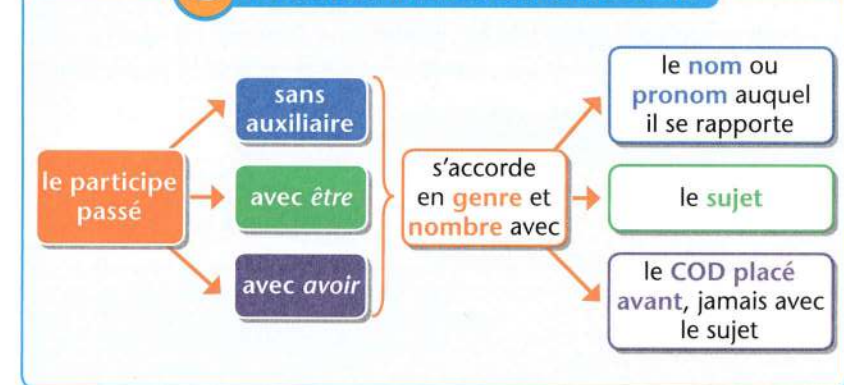 le participe
passé
sans
auxiliaire
avec être
avec avoir
s'accorde
en genre et
nombre avec
le nom ou
pronom auquel
il se rapporte
le sujet
le COD placé
avant, jamais avec
le sujet